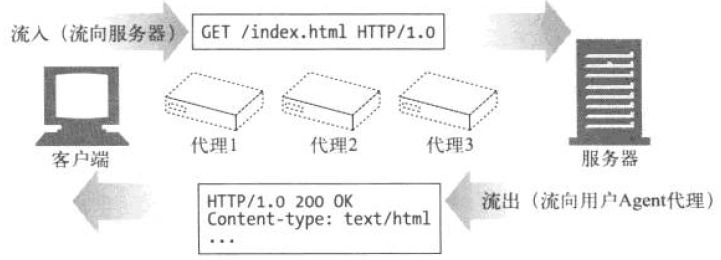 流入（流向服务器）
GET /index.html HTTP/1.0
客户端
代理1
代理2
代理3
服务器
HTTP/1.0 200 OK
Content-type: text/html
...
流出（流向用户Agent代理）